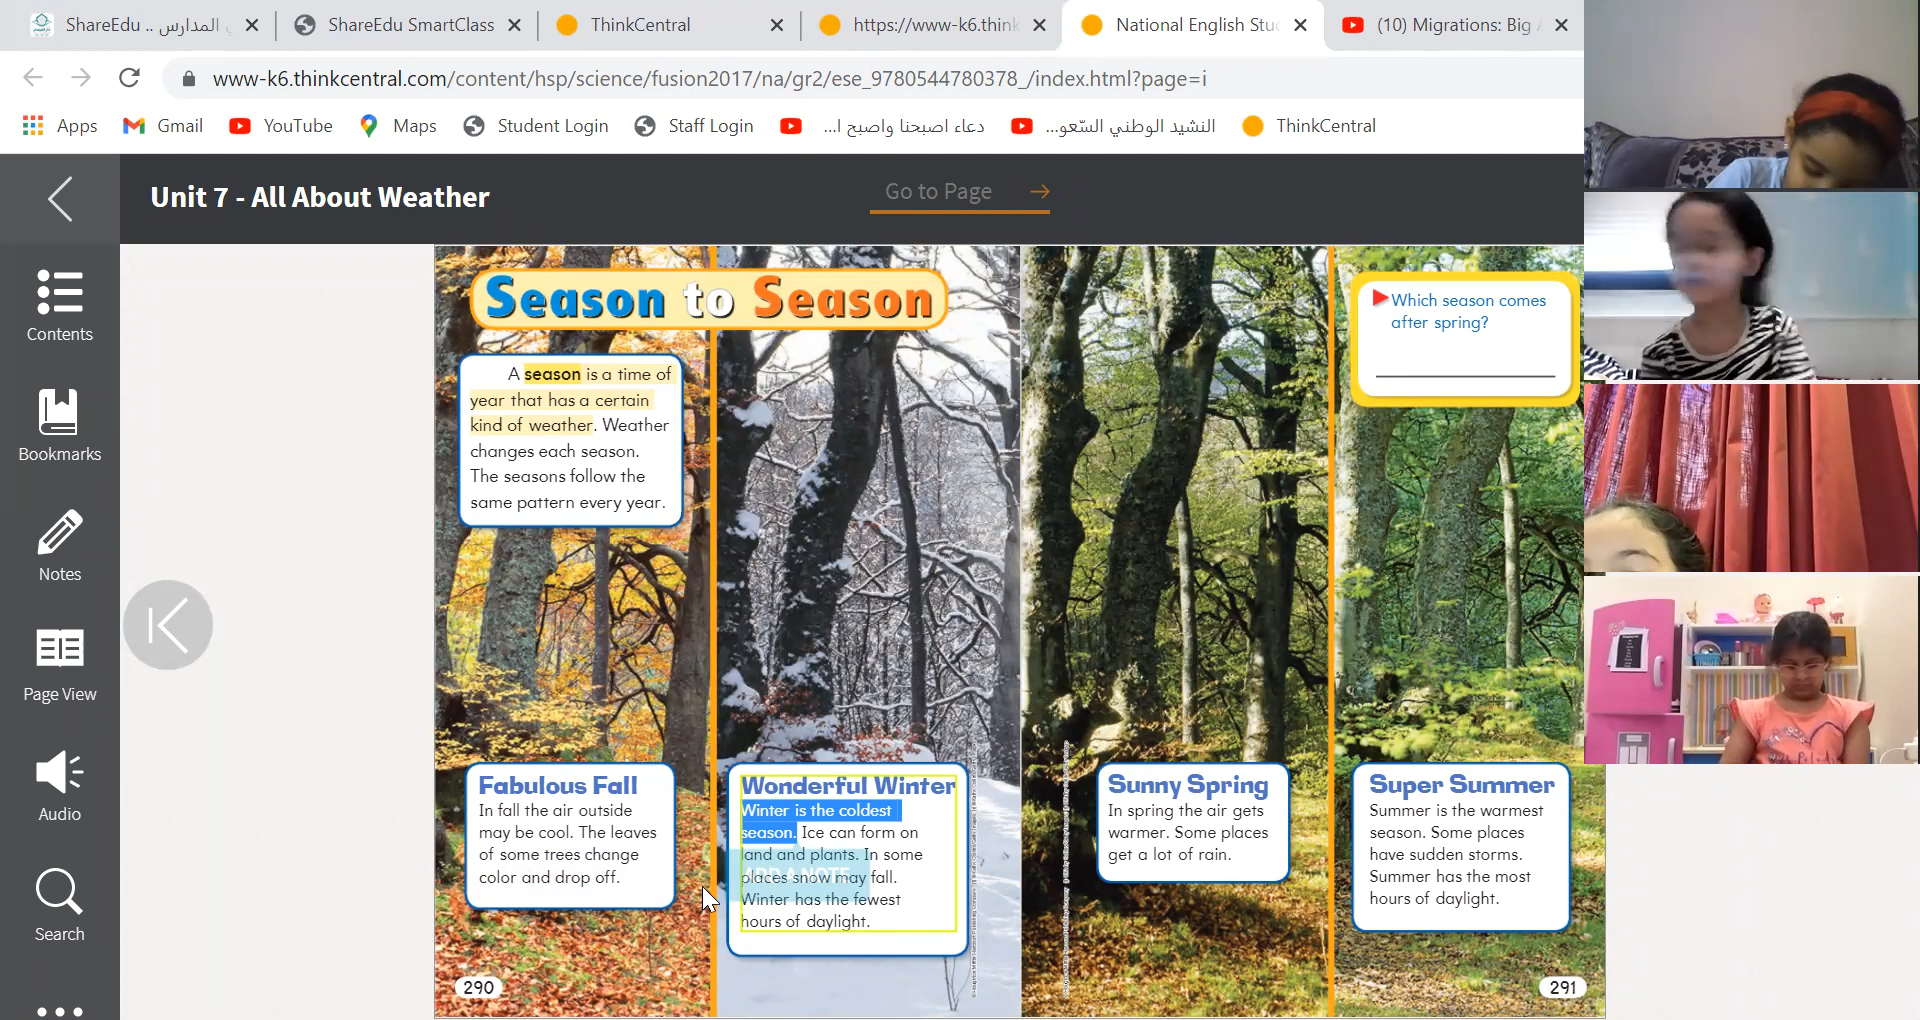 ShareEdu .. ي المدارس
ShareEdu SmartClass
ThinkCentral
https://www-k6.think
National English Stu
(10) Migrations: Big
www-k6.thinkcentral.com/content/hsp/science/fusion2017/na/gr2/ese_9780544780378_/index.html?page=i
Apps
Gmail
YouTube
Maps
Student Login
Staff Login
دعاء اصبحنا واصبح ا...
النشيد الوطني السّعو...
ThinkCentral
Unit 7 - All About Weather
Go to Page
Contents
Bookmarks
Notes
Page View
Audio
Search
Season to Season
A season is a time of
year that has a certain
kind of weather. Weather
changes each season.
The seasons follow the
same pattern every year.
Which season comes
after spring?
Fabulous Fall
In fall the air outside
may be cool. The leaves
of some trees change
color and drop off.
Wonderful Winter
Winter is the coldest
season. Ice can form on
land and plants. In some
places snow may fall.
Winter has the fewest
hours of daylight.
ADD A NOTE
Sunny Spring
In spring the air gets
warmer. Some places
get a lot of rain.
Super Summer
Summer is the warmest
season. Some places
have sudden storms.
Summer has the most
hours of daylight.
290
291